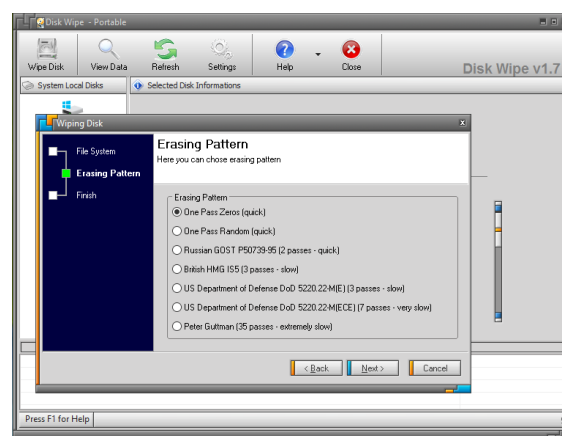 Disk Wipe - Portable
Wipe Disk View Data Refresh Settings Help Close
Disk Wipe v1.7
System Local Disks
Selected Disk Informations
Wiping Disk
File System
Erasing Pattern
Finish
Erasing Pattern
Here you can chose erasing pattern
Erasing Pattern
One Pass Zeros (quick)
One Pass Random (quick)
Russian GOST P50739-95 (2 passes - quick)
British HMG IS5 (3 passes - slow)
US Department of Defense DoD 5220.22-M(E) (3 passes - slow)
US Department of Defense DoD 5220.22-M(ECE) (7 passes - very slow)
Peter Guttman (35 passes - extremely slow)
< Back Next > Cancel
Press F1 for Help